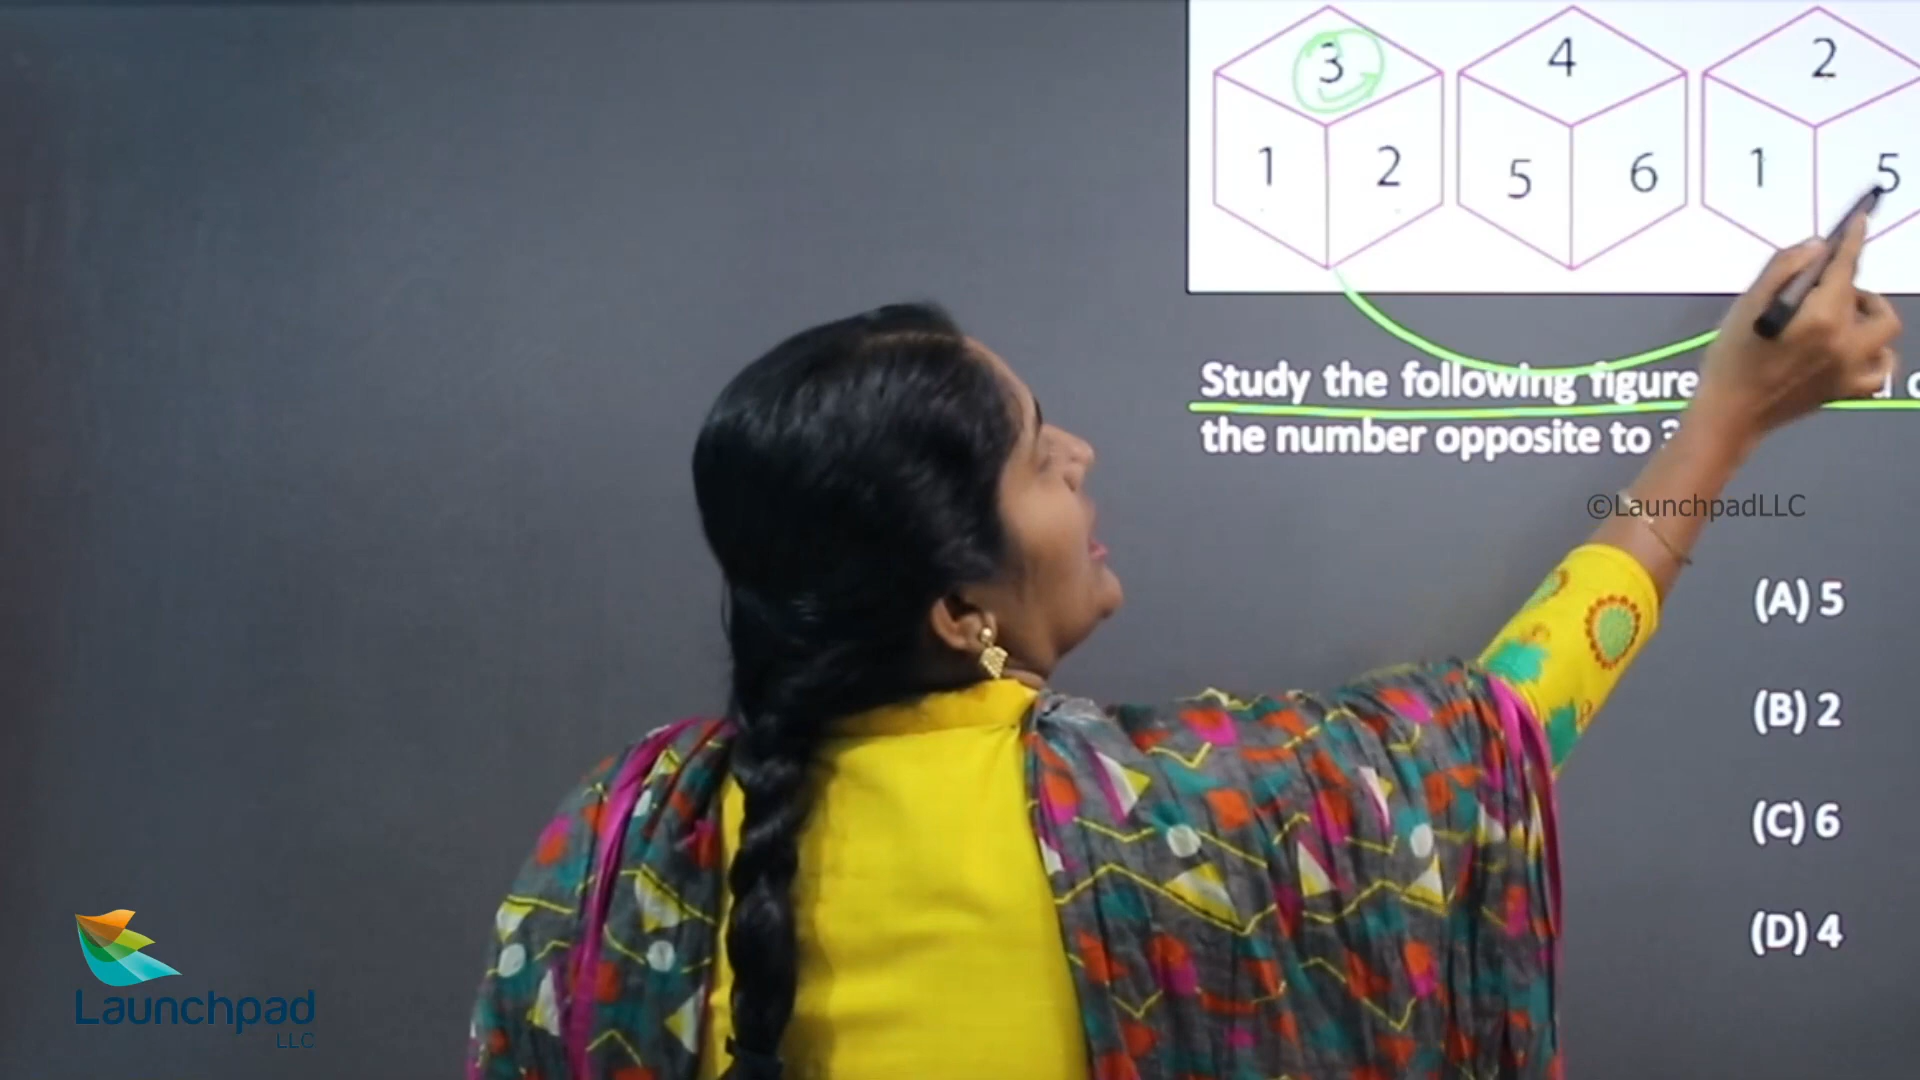 3 4 2
1 2 5 6 1 5
Study the following figure
the number opposite to
©LaunchpadLLC
(A) 5
(B) 2
(C) 6
(D) 4
Launchpad
LLC